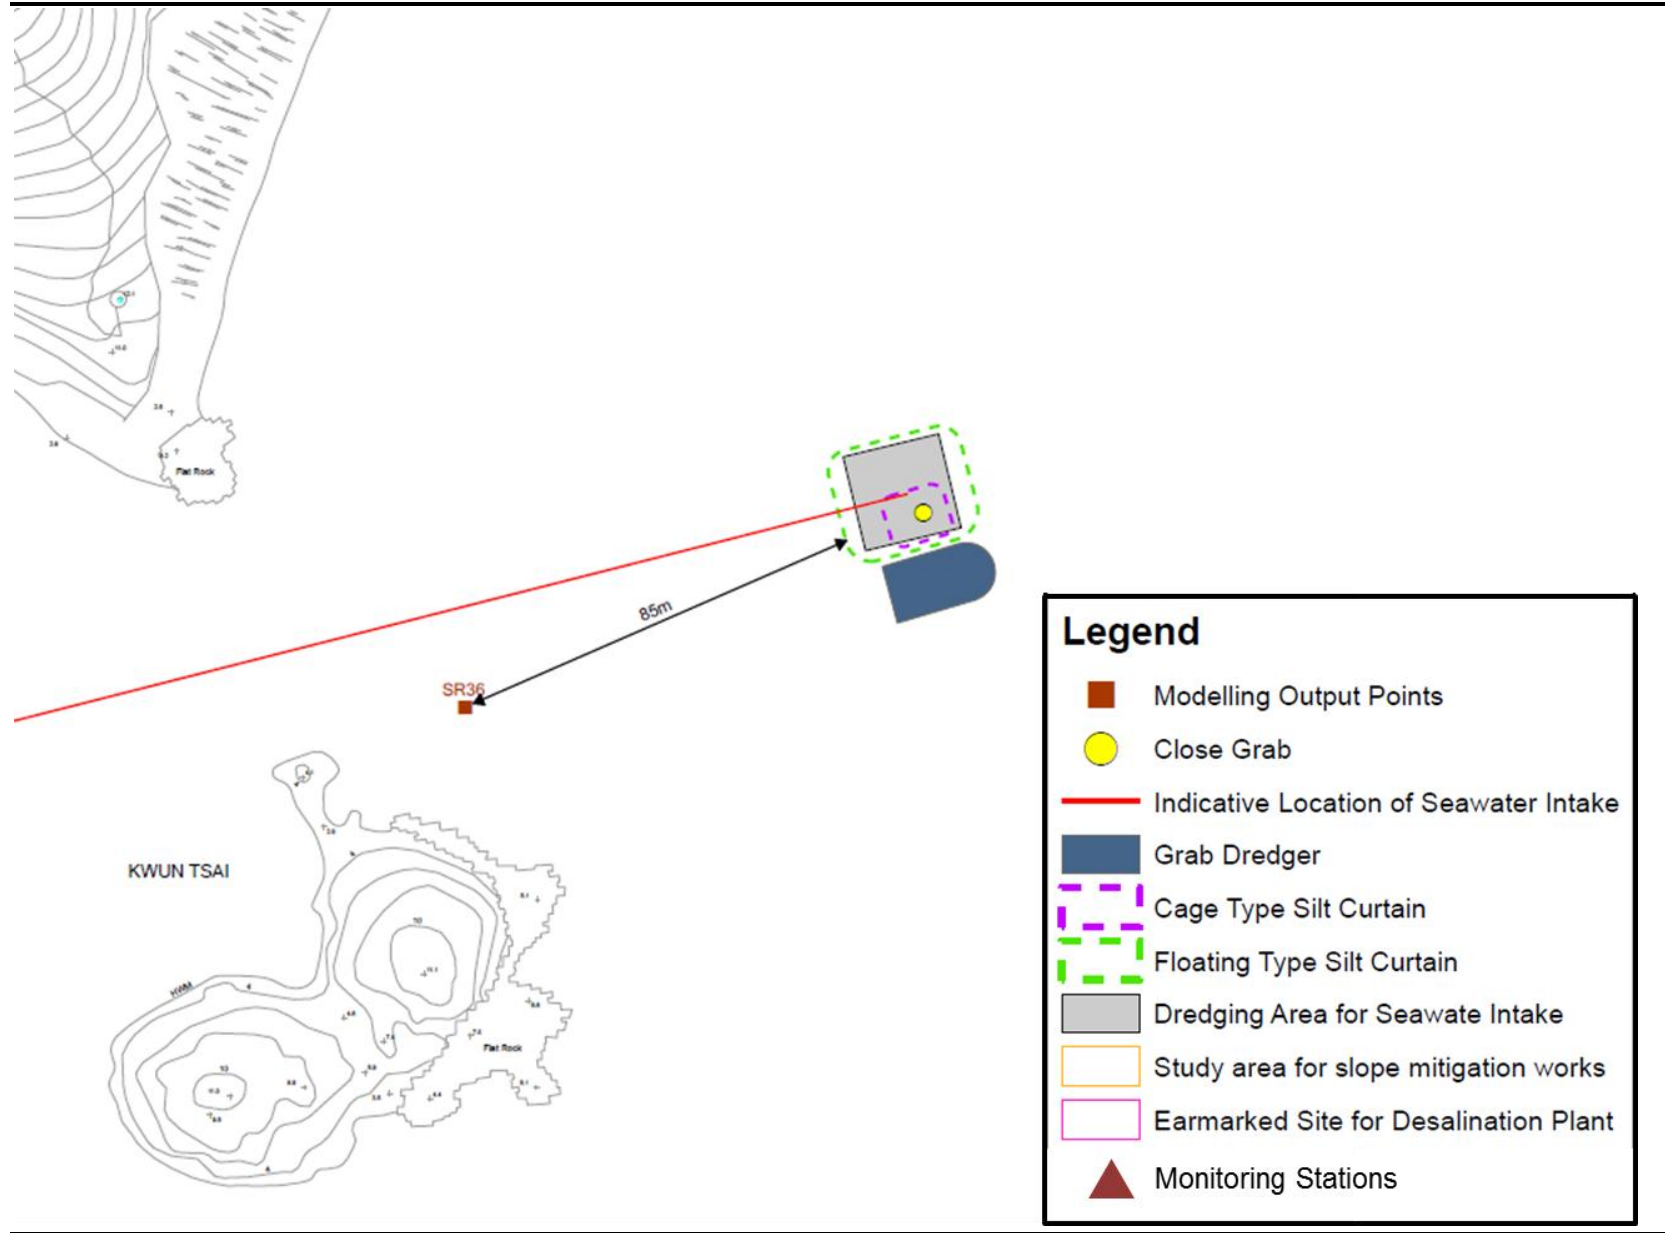 Flat Rock
85m
SR36
KWUN TSAI
HWM
Flat Rock
Legend
Modelling Output Points
Close Grab
Indicative Location of Seawater Intake
Grab Dredger
Cage Type Silt Curtain
Floating Type Silt Curtain
Dredging Area for Seawate Intake
Study area for slope mitigation works
Earmarked Site for Desalination Plant
Monitoring Stations